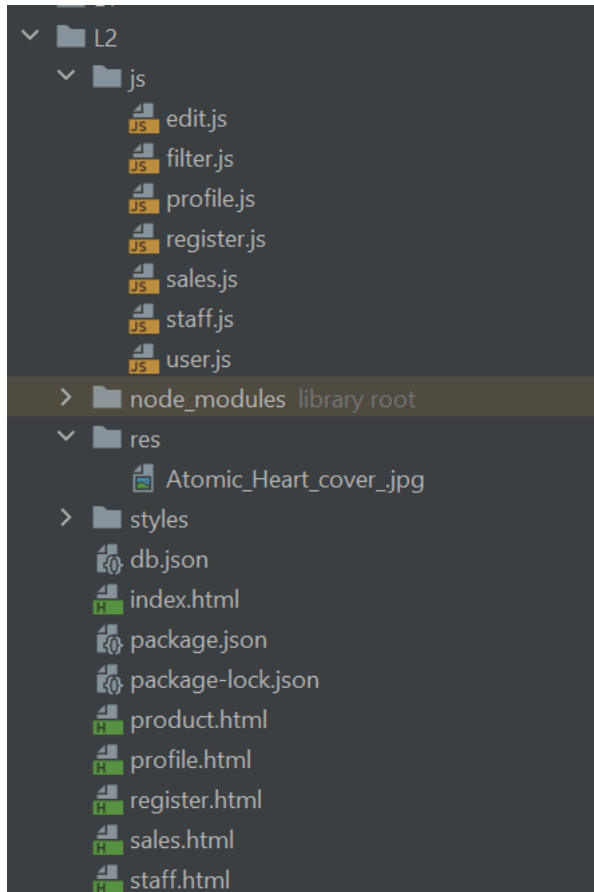 L2
js
edit.js
filter.js
profile.js
register.js
sales.js
staff.js
user.js
node_modules library root
res
Atomic_Heart_cover_.jpg
styles
db.json
index.html
package.json
package-lock.json
product.html
profile.html
register.html
sales.html
staff.html